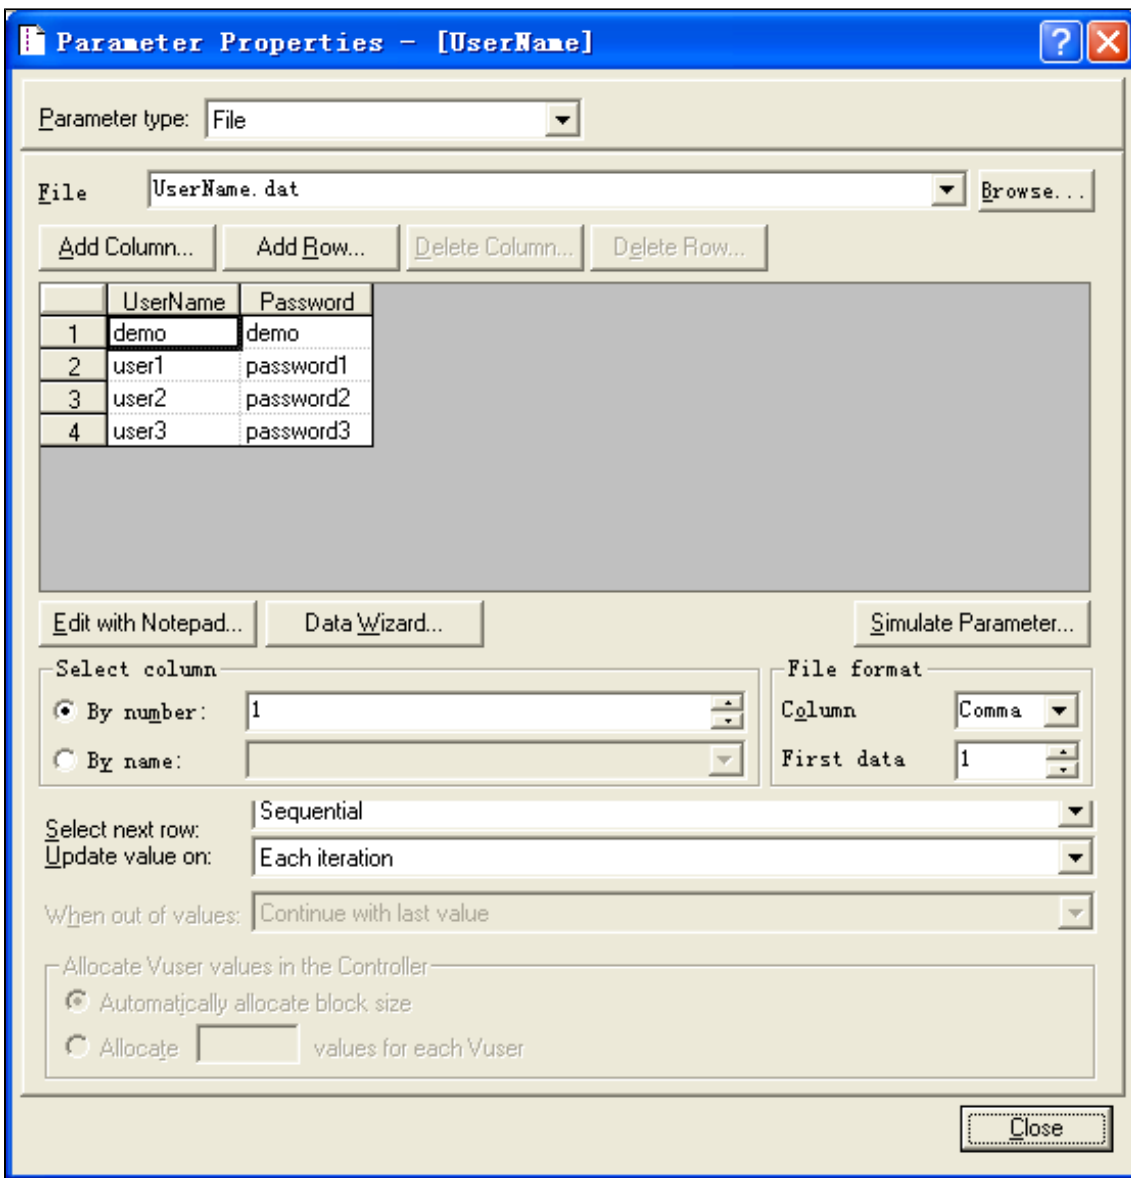 Parameter Properties - [UserName]
Parameter type: File
File UserName.dat Browse...
Add Column... Add Row... Delete Column... Delete Row...
UserName Password
1 demo demo
2 user1 password1
3 user2 password2
4 user3 password3
Edit with Notepad... Data Wizard... Simulate Parameter...
Select column File format
By number: 1 Column Comma
By name: First data 1
Select next row: Sequential
Update value on: Each iteration
When out of values: Continue with last value
Allocate Vuser values in the Controller
Automatically allocate block size
Allocate values for each Vuser
Close